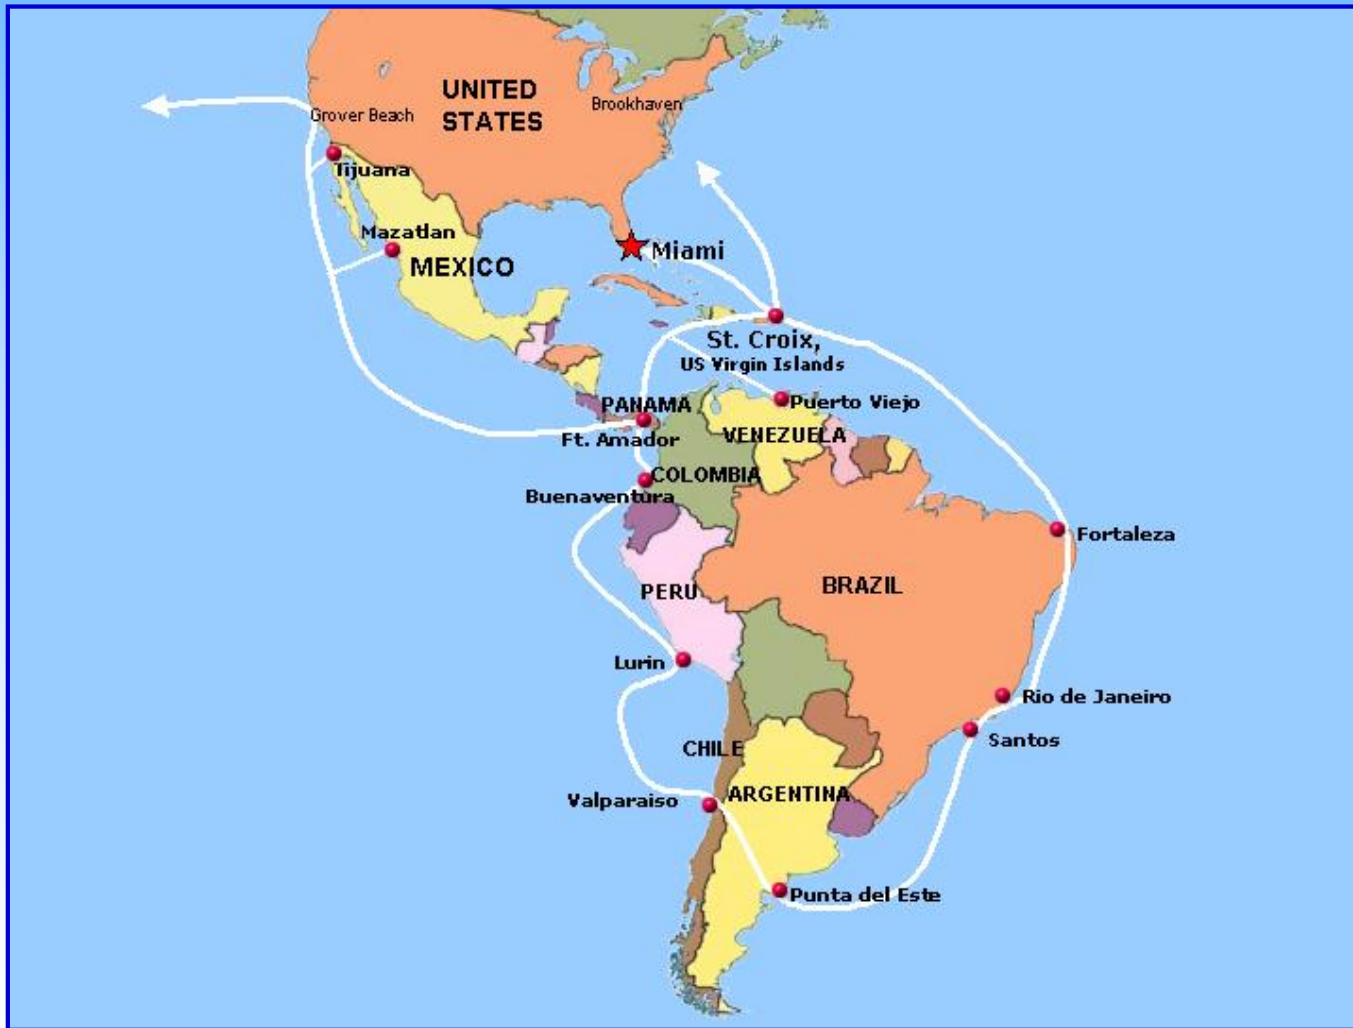 UNITED
STATES
Brookhaven
Grover Beach
Tijuana
Mazatlan
MEXICO
Miami
St. Croix,
US Virgin Islands
PANAMA
Puerto Viejo
Ft. Amador
VENEZUELA
COLOMBIA
Buenaventura
Fortaleza
BRAZIL
PERU
Lurin
Rio de Janeiro
Santos
CHILE
ARGENTINA
Valparaiso
Punta del Este